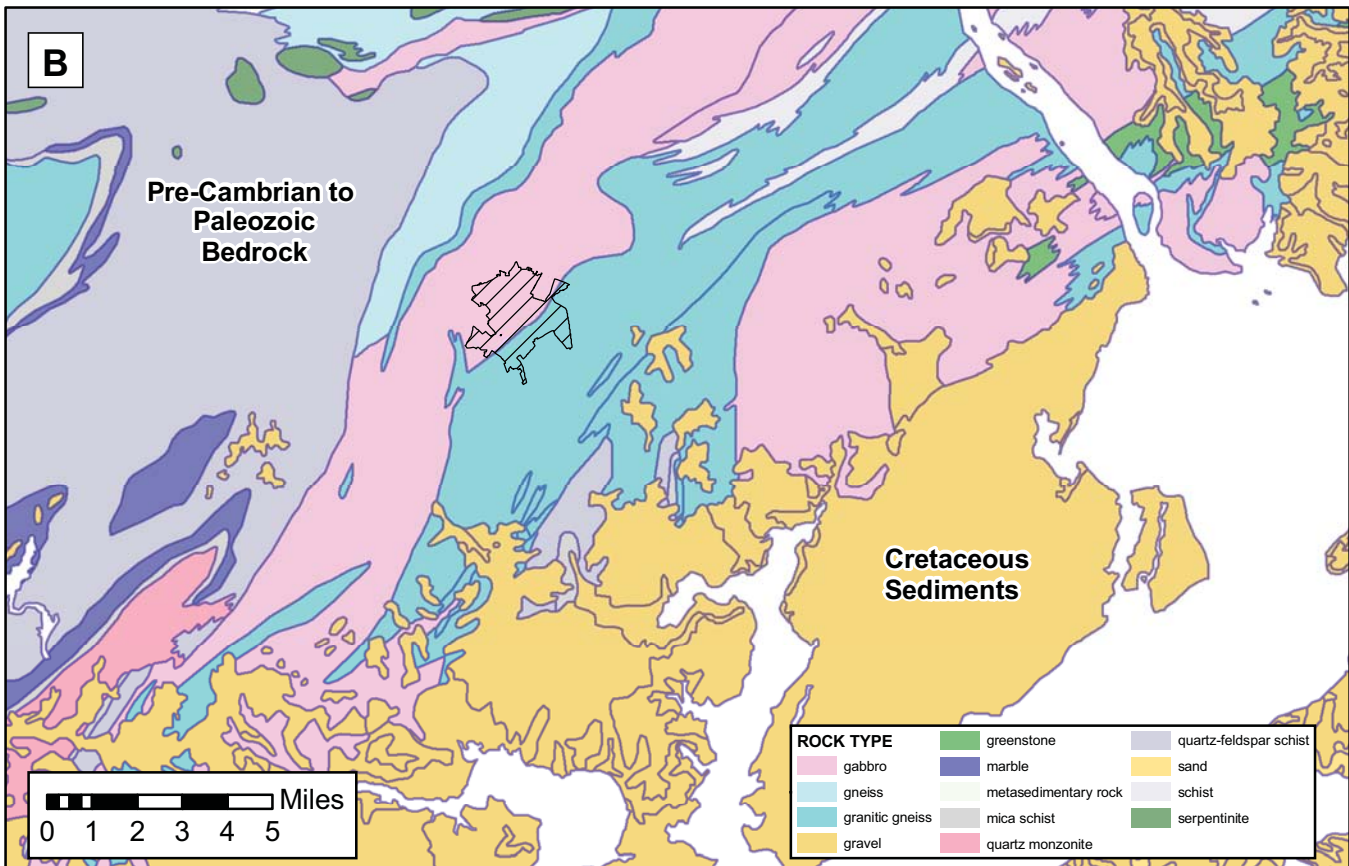 B
Pre-Cambrian to
Paleozoic
Bedrock
Cretaceous
Sediments
Miles
0 1 2 3 4 5
ROCK TYPE
gabbro
gneiss
granitic gneiss
gravel
greenstone
marble
metasedimentary rock
mica schist
quartz monzonite
quartz-feldspar schist
sand
schist
serpentinite